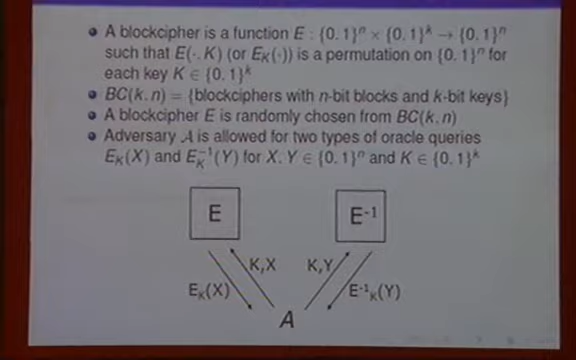 A blockcipher is a function E : {0, 1}ⁿ × {0, 1}ᵏ → {0, 1}ⁿ
such that E(·, K) (or E_K(·)) is a permutation on {0, 1}ⁿ for
each key K ∈ {0, 1}ᵏ
BC(k, n) = {blockciphers with n-bit blocks and k-bit keys}
A blockcipher E is randomly chosen from BC(k, n)
Adversary A is allowed for two types of oracle queries
E_K(X) and E_K⁻¹(Y) for X, Y ∈ {0, 1}ⁿ and K ∈ {0, 1}ᵏ
E E⁻¹
K,X K,Y
E_K(X) E⁻¹_K(Y)
A